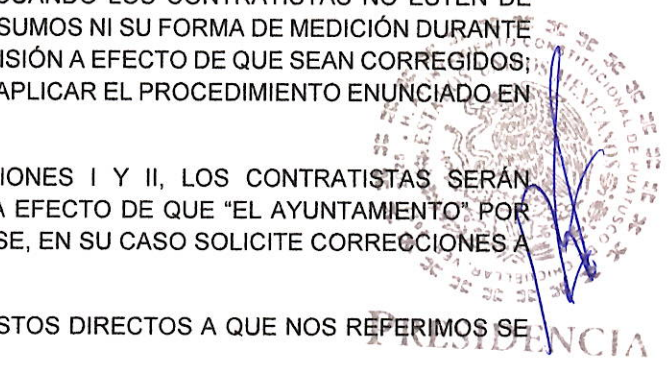 CUANDO LOS CONTRATISTAS NO ESTÉN DE
SUMOS NI SU FORMA DE MEDICIÓN DURANTE
ISIÓN A EFECTO DE QUE SEAN CORREGIDOS;
APLICAR EL PROCEDIMIENTO ENUNCIADO EN
IONES I Y II, LOS CONTRATISTAS SERÁN
A EFECTO DE QUE “EL AYUNTAMIENTO” POR
SE, EN SU CASO SOLICITE CORRECCIONES A
STOS DIRECTOS A QUE NOS REFERIMOS SE
PRESIDENCIA